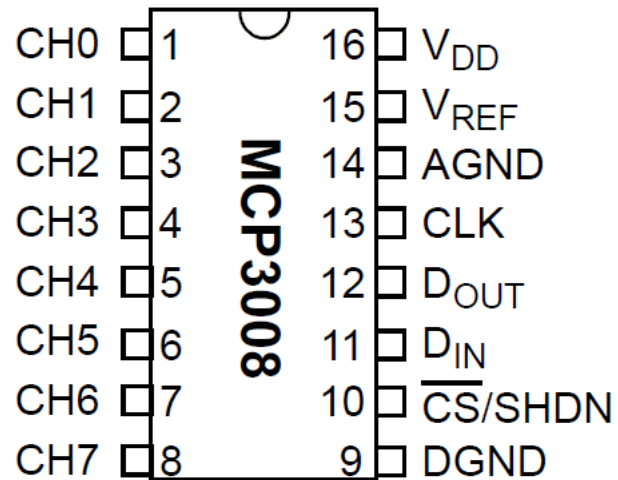 CH0 1 16 VDD
CH1 2 15 VREF
CH2 3 14 AGND
CH3 4 13 CLK
CH4 5 12 DOUT
CH5 6 11 DIN
CH6 7 10 CS/SHDN
CH7 8 9 DGND
MCP3008